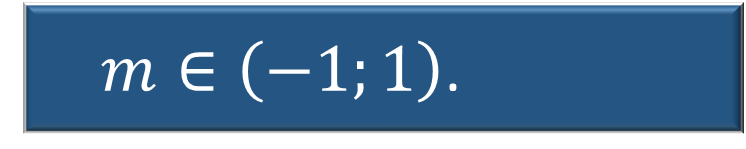 m ∈ (−1; 1).